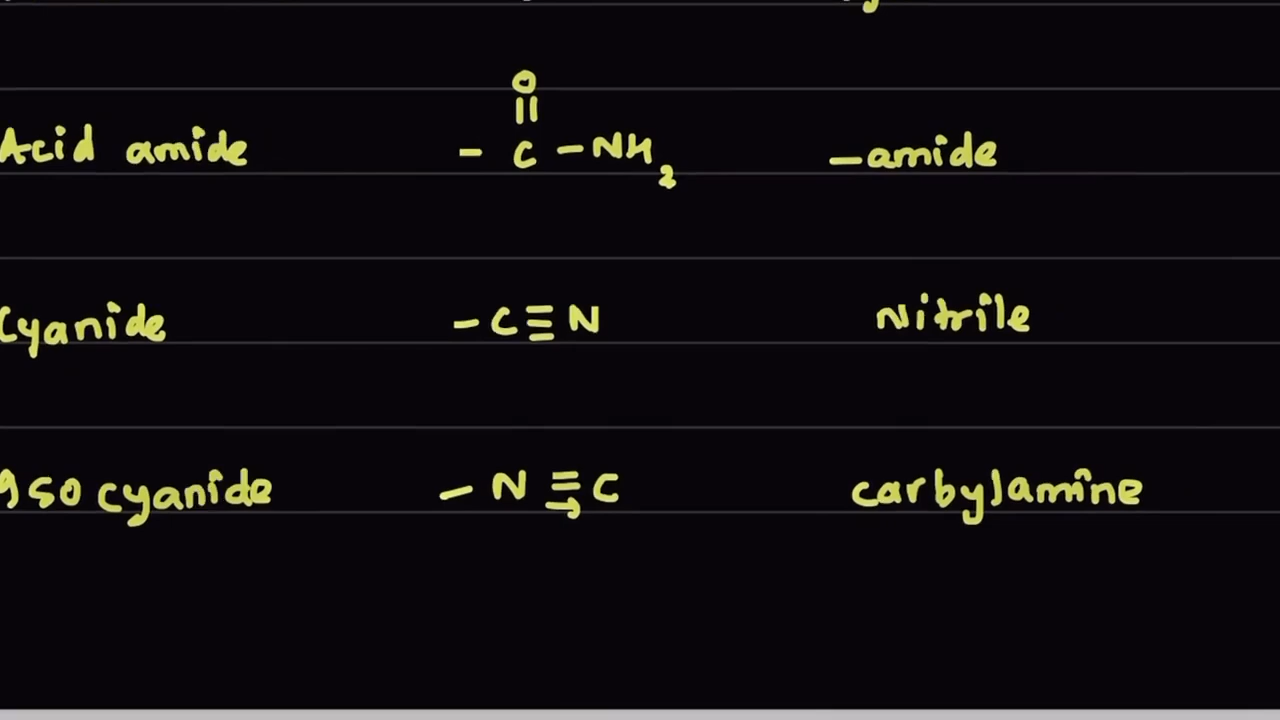 O
||
Acid amide - C - NH2 -amide
Cyanide - C ≡ N Nitrile
Iso cyanide - N ≡ C carbylamine